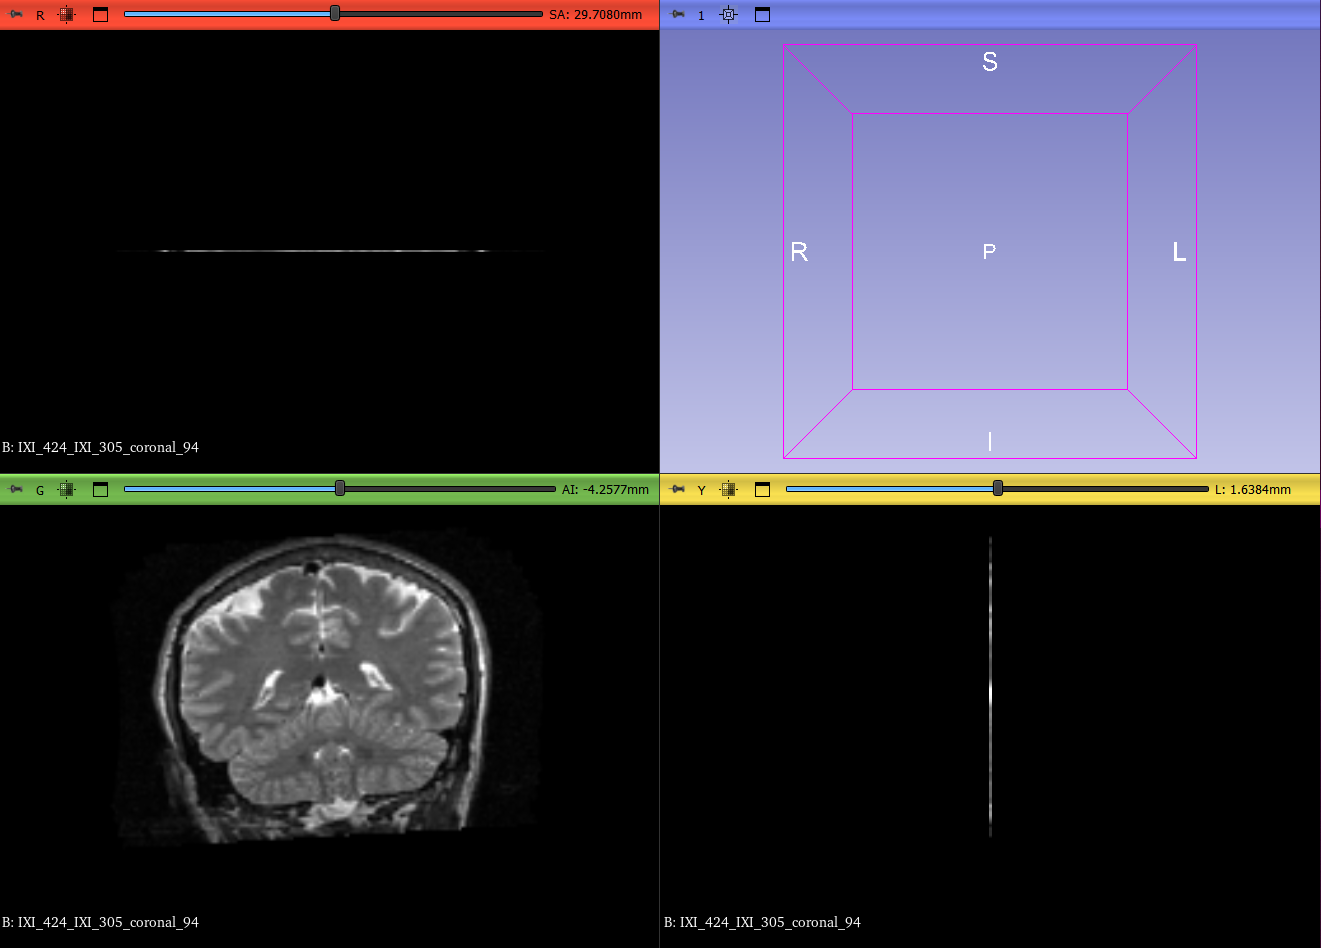 R SA: 29.7080mm
1
S
R P L
I
B: IXI_424_IXI_305_coronal_94
G AI: -4.2577mm
Y L: 1.6384mm
B: IXI_424_IXI_305_coronal_94
B: IXI_424_IXI_305_coronal_94